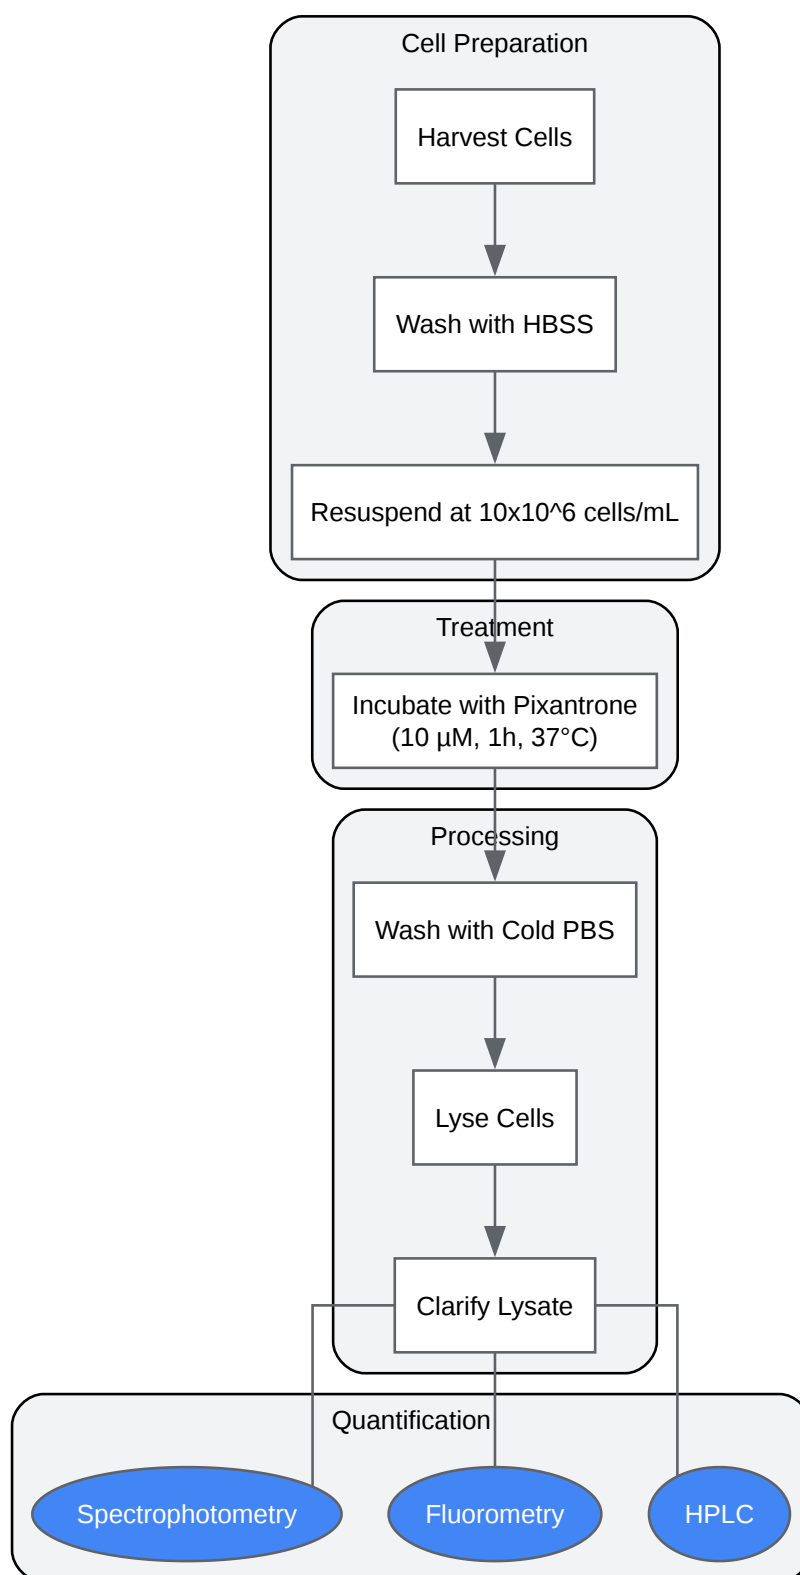 Cell Preparation
Harvest Cells
Wash with HBSS
Resuspend at 10x10^6 cells/mL
Treatment
Incubate with Pixantrone
(10 µM, 1h, 37°C)
Processing
Wash with Cold PBS
Lyse Cells
Clarify Lysate
Quantification
Spectrophotometry
Fluorometry
HPLC